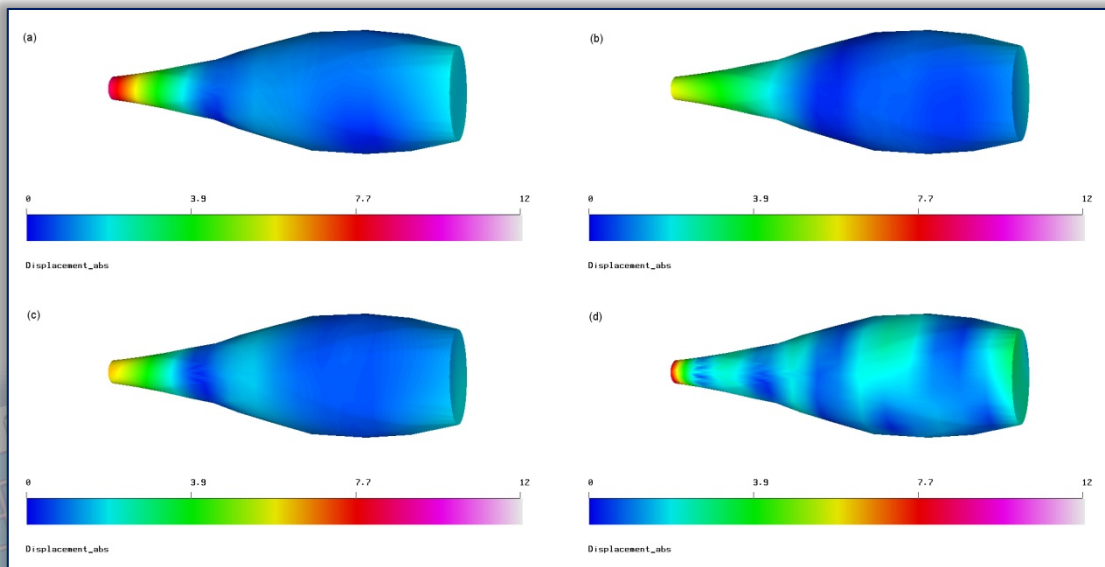 (a)
(b)
0 3.9 7.7 12
0 3.9 7.7 12
Displacement_abs
Displacement_abs
(c)
(d)
0 3.9 7.7 12
0 3.9 7.7 12
Displacement_abs
Displacement_abs